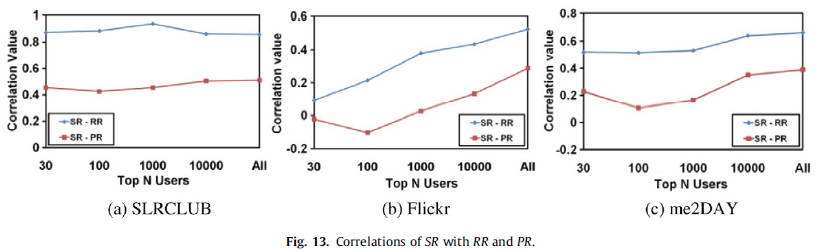 Correlation Value
1
0.8
0.6
0.4
0.2
0
SR - RR
SR - PR
30 100 1000 10000 All
Top N Users
(a) SLRCLUB
Correlation value
0.6
0.4
0.2
0
-0.2
SR - RR
SR - PR
30 100 1000 10000 All
Top N Users
(b) Flickr
Correlation value
0.8
0.6
0.4
0.2
0
-0.2
SR - RR
SR - PR
30 100 1000 10000 All
Top N Users
(c) me2DAY
Fig. 13. Correlations of SR with RR and PR.